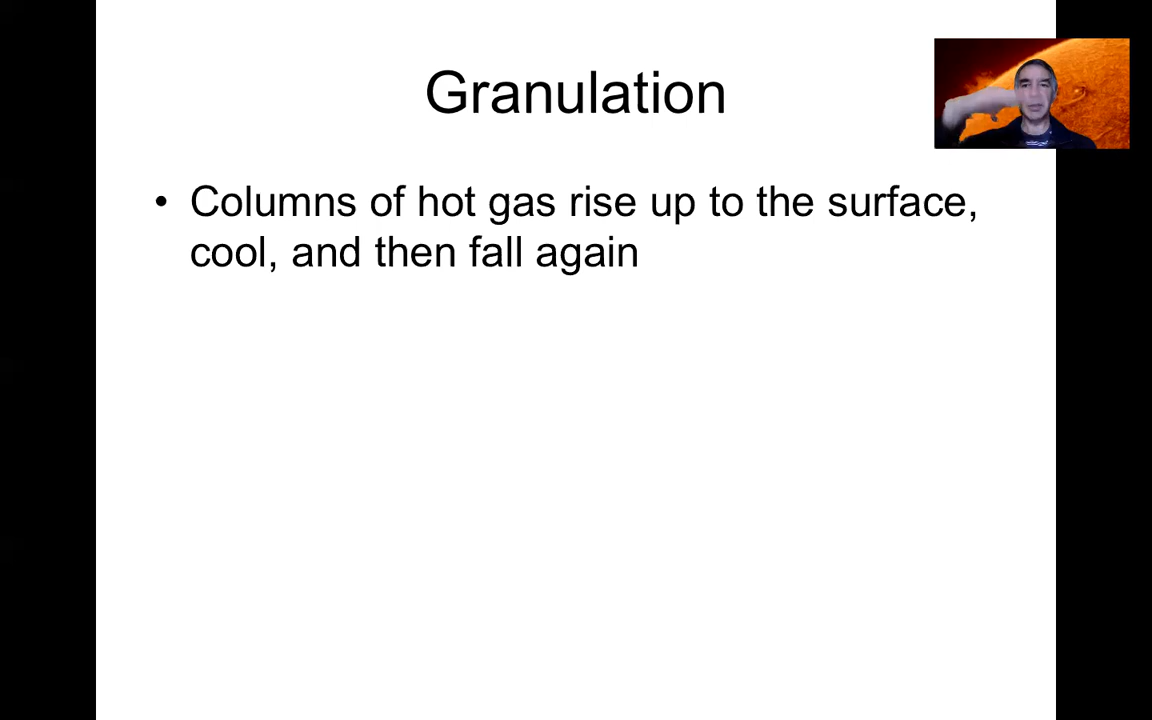 Granulation
• Columns of hot gas rise up to the surface,
cool, and then fall again